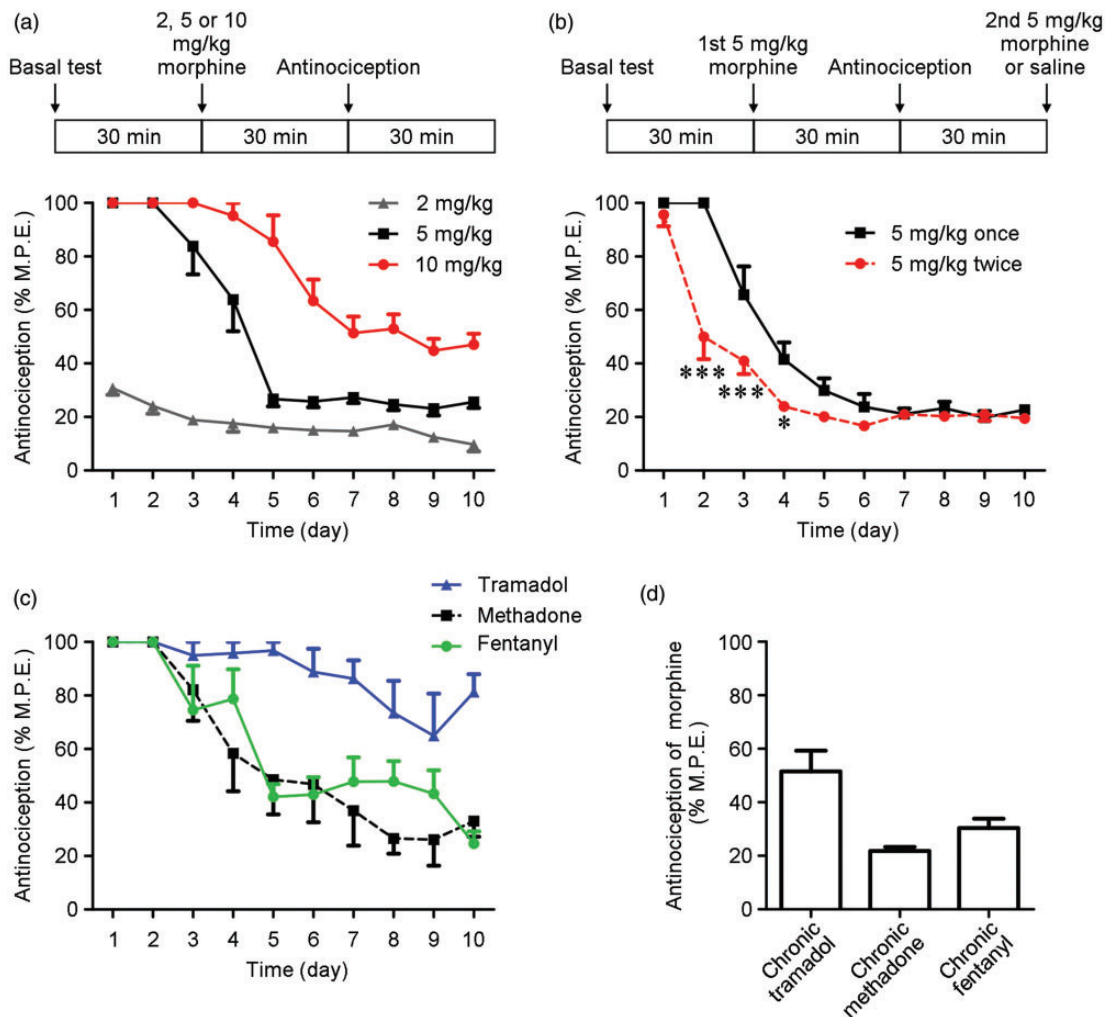 (a)
2, 5 or 10
mg/kg
morphine
Basal test
Antinociception
30 min
30 min
30 min
Antinociception (% M.P.E.)
100
80
60
40
20
0
2 mg/kg
5 mg/kg
10 mg/kg
1 2 3 4 5 6 7 8 9 10
Time (day)
(b)
2nd 5 mg/kg
morphine
or saline
1st 5 mg/kg
morphine
Basal test
Antinociception
30 min
30 min
30 min
Antinociception (% M.P.E.)
100
80
60
40
20
0
5 mg/kg once
5 mg/kg twice
***
***
*
1 2 3 4 5 6 7 8 9 10
Time (day)
(c)
Tramadol
Methadone
Fentanyl
Antinociception (% M.P.E.)
100
80
60
40
20
0
1 2 3 4 5 6 7 8 9 10
Time (day)
(d)
Antinociception of morphine
(% M.P.E.)
100
80
60
40
20
0
Chronic
tramadol
Chronic
methadone
Chronic
fentanyl